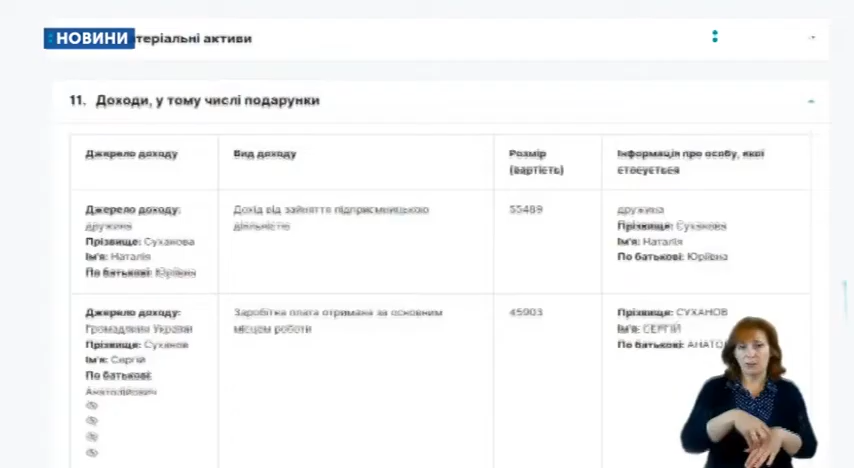 НОВИНИ
теріальні активи
11. Доходи, у тому числі подарунки
Джерело доходу
Вид доходу
Розмір
(вартість)
Інформація про особу, якої
стосується
Джерело доходу:
дружина
Прізвище: Суханова
Ім'я: Наталія
По батькові: Юріївна
Дохід від зайняття підприємницькою
діяльністю
55489
дружина
Прізвище: Суханова
Ім'я: Наталія
По батькові: Юріївна
Джерело доходу:
Громадянин України
Прізвище: Суханов
Ім'я: Сергій
По батькові:
Анатолійович
Заробітна плата отримана за основним
місцем роботи
45903
Прізвище: СУХАНОВ
Ім'я: СЕРГІЙ
По батькові: АНАТО